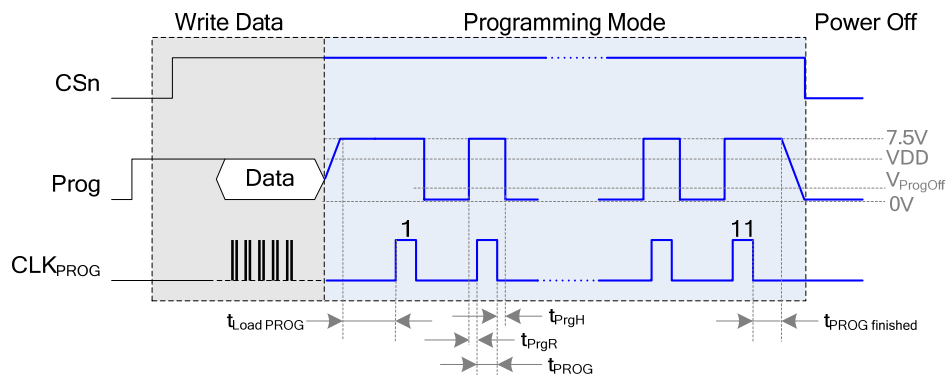 Write Data Programming Mode Power Off
CSn
7.5V
VDD
Prog Data
VProgOff
0V
1 11
CLKPROG
tLoad PROG tPrgH tPROG finished
tPrgR
tPROG